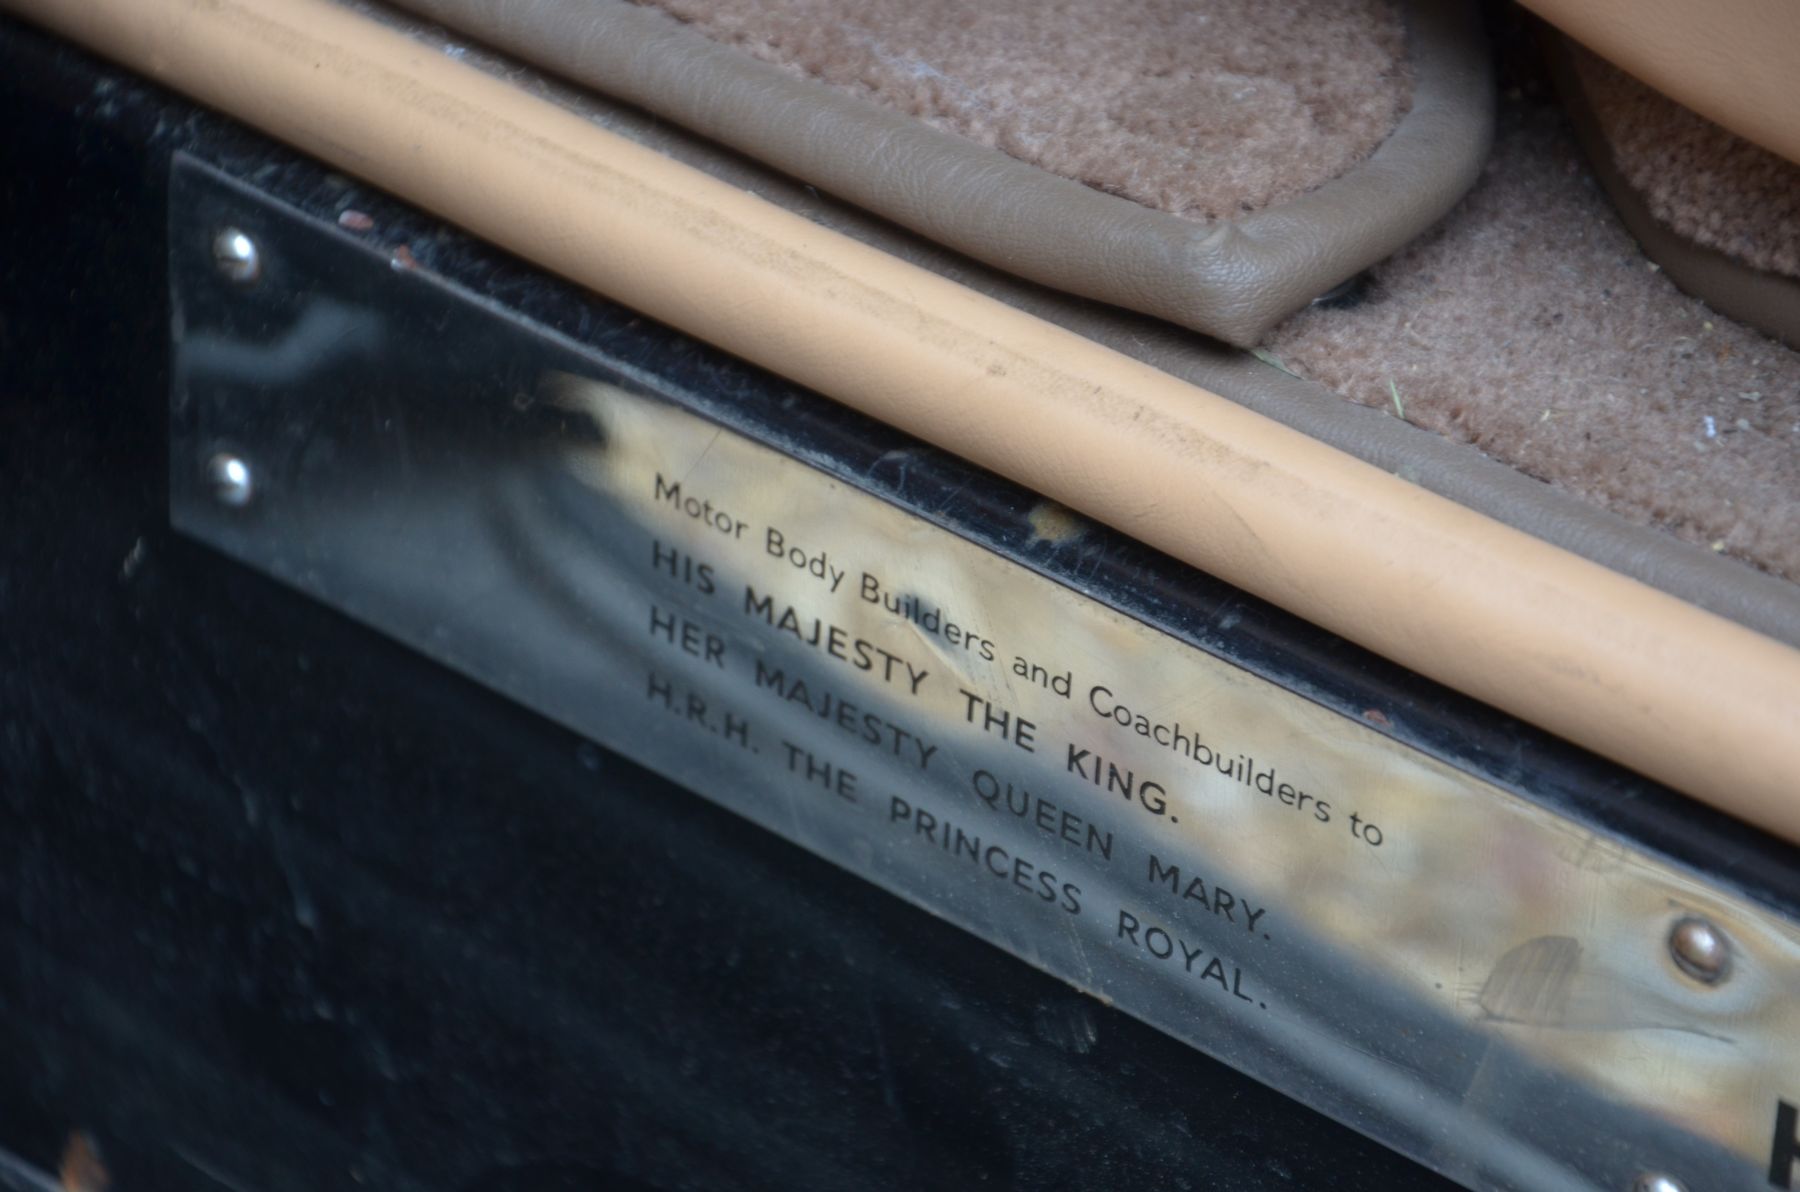 Motor Body Builders and Coachbuilders to
HIS MAJESTY THE KING.
HER MAJESTY QUEEN MARY.
H.R.H. THE PRINCESS ROYAL.